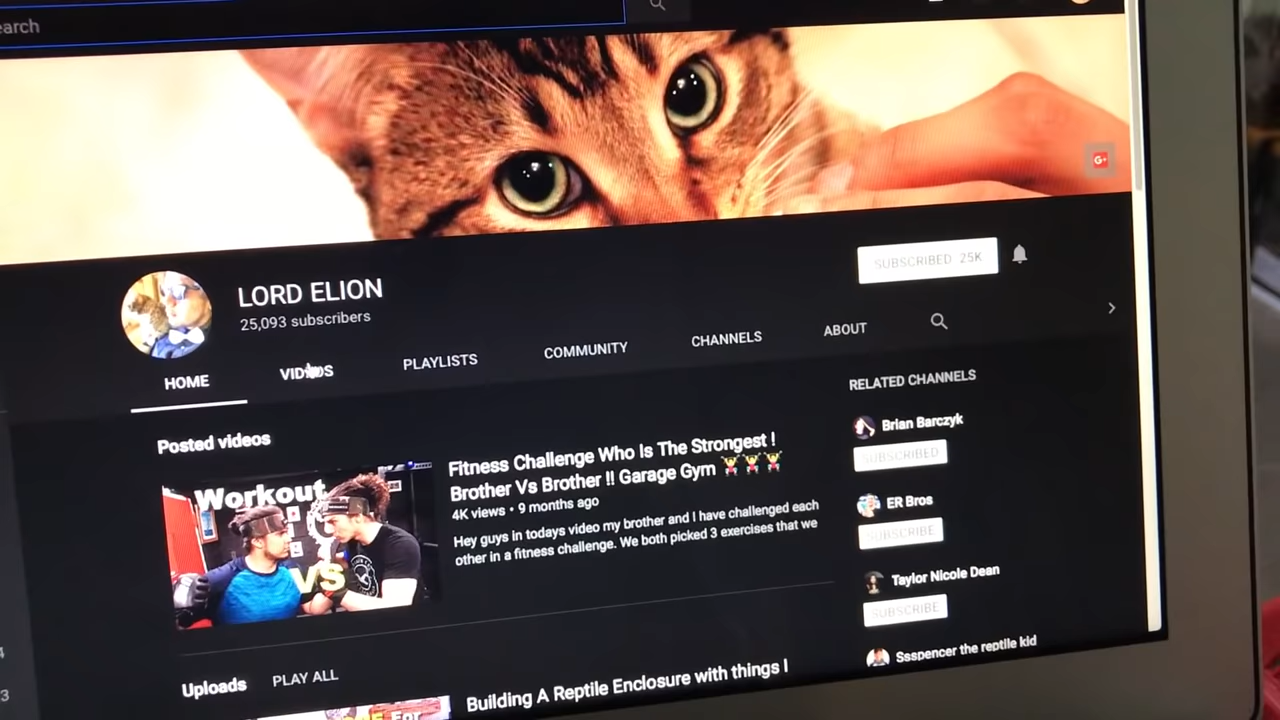 earch
G+
LORD ELION
25,093 subscribers
SUBSCRIBED 25K
HOME
VIDEOS
PLAYLISTS
COMMUNITY
CHANNELS
ABOUT
Posted videos
Workout
VS
Fitness Challenge Who Is The Strongest !
Brother Vs Brother !! Garage Gym
4K views • 9 months ago
Hey guys in todays video my brother and I have challenged each
other in a fitness challenge. We both picked 3 exercises that we
RELATED CHANNELS
Brian Barczyk
SUBSCRIBED
ER Bros
SUBSCRIBE
Taylor Nicole Dean
SUBSCRIBE
Ssspencer the reptile kid
Uploads
PLAY ALL
Building A Reptile Enclosure with things I
For
4
3